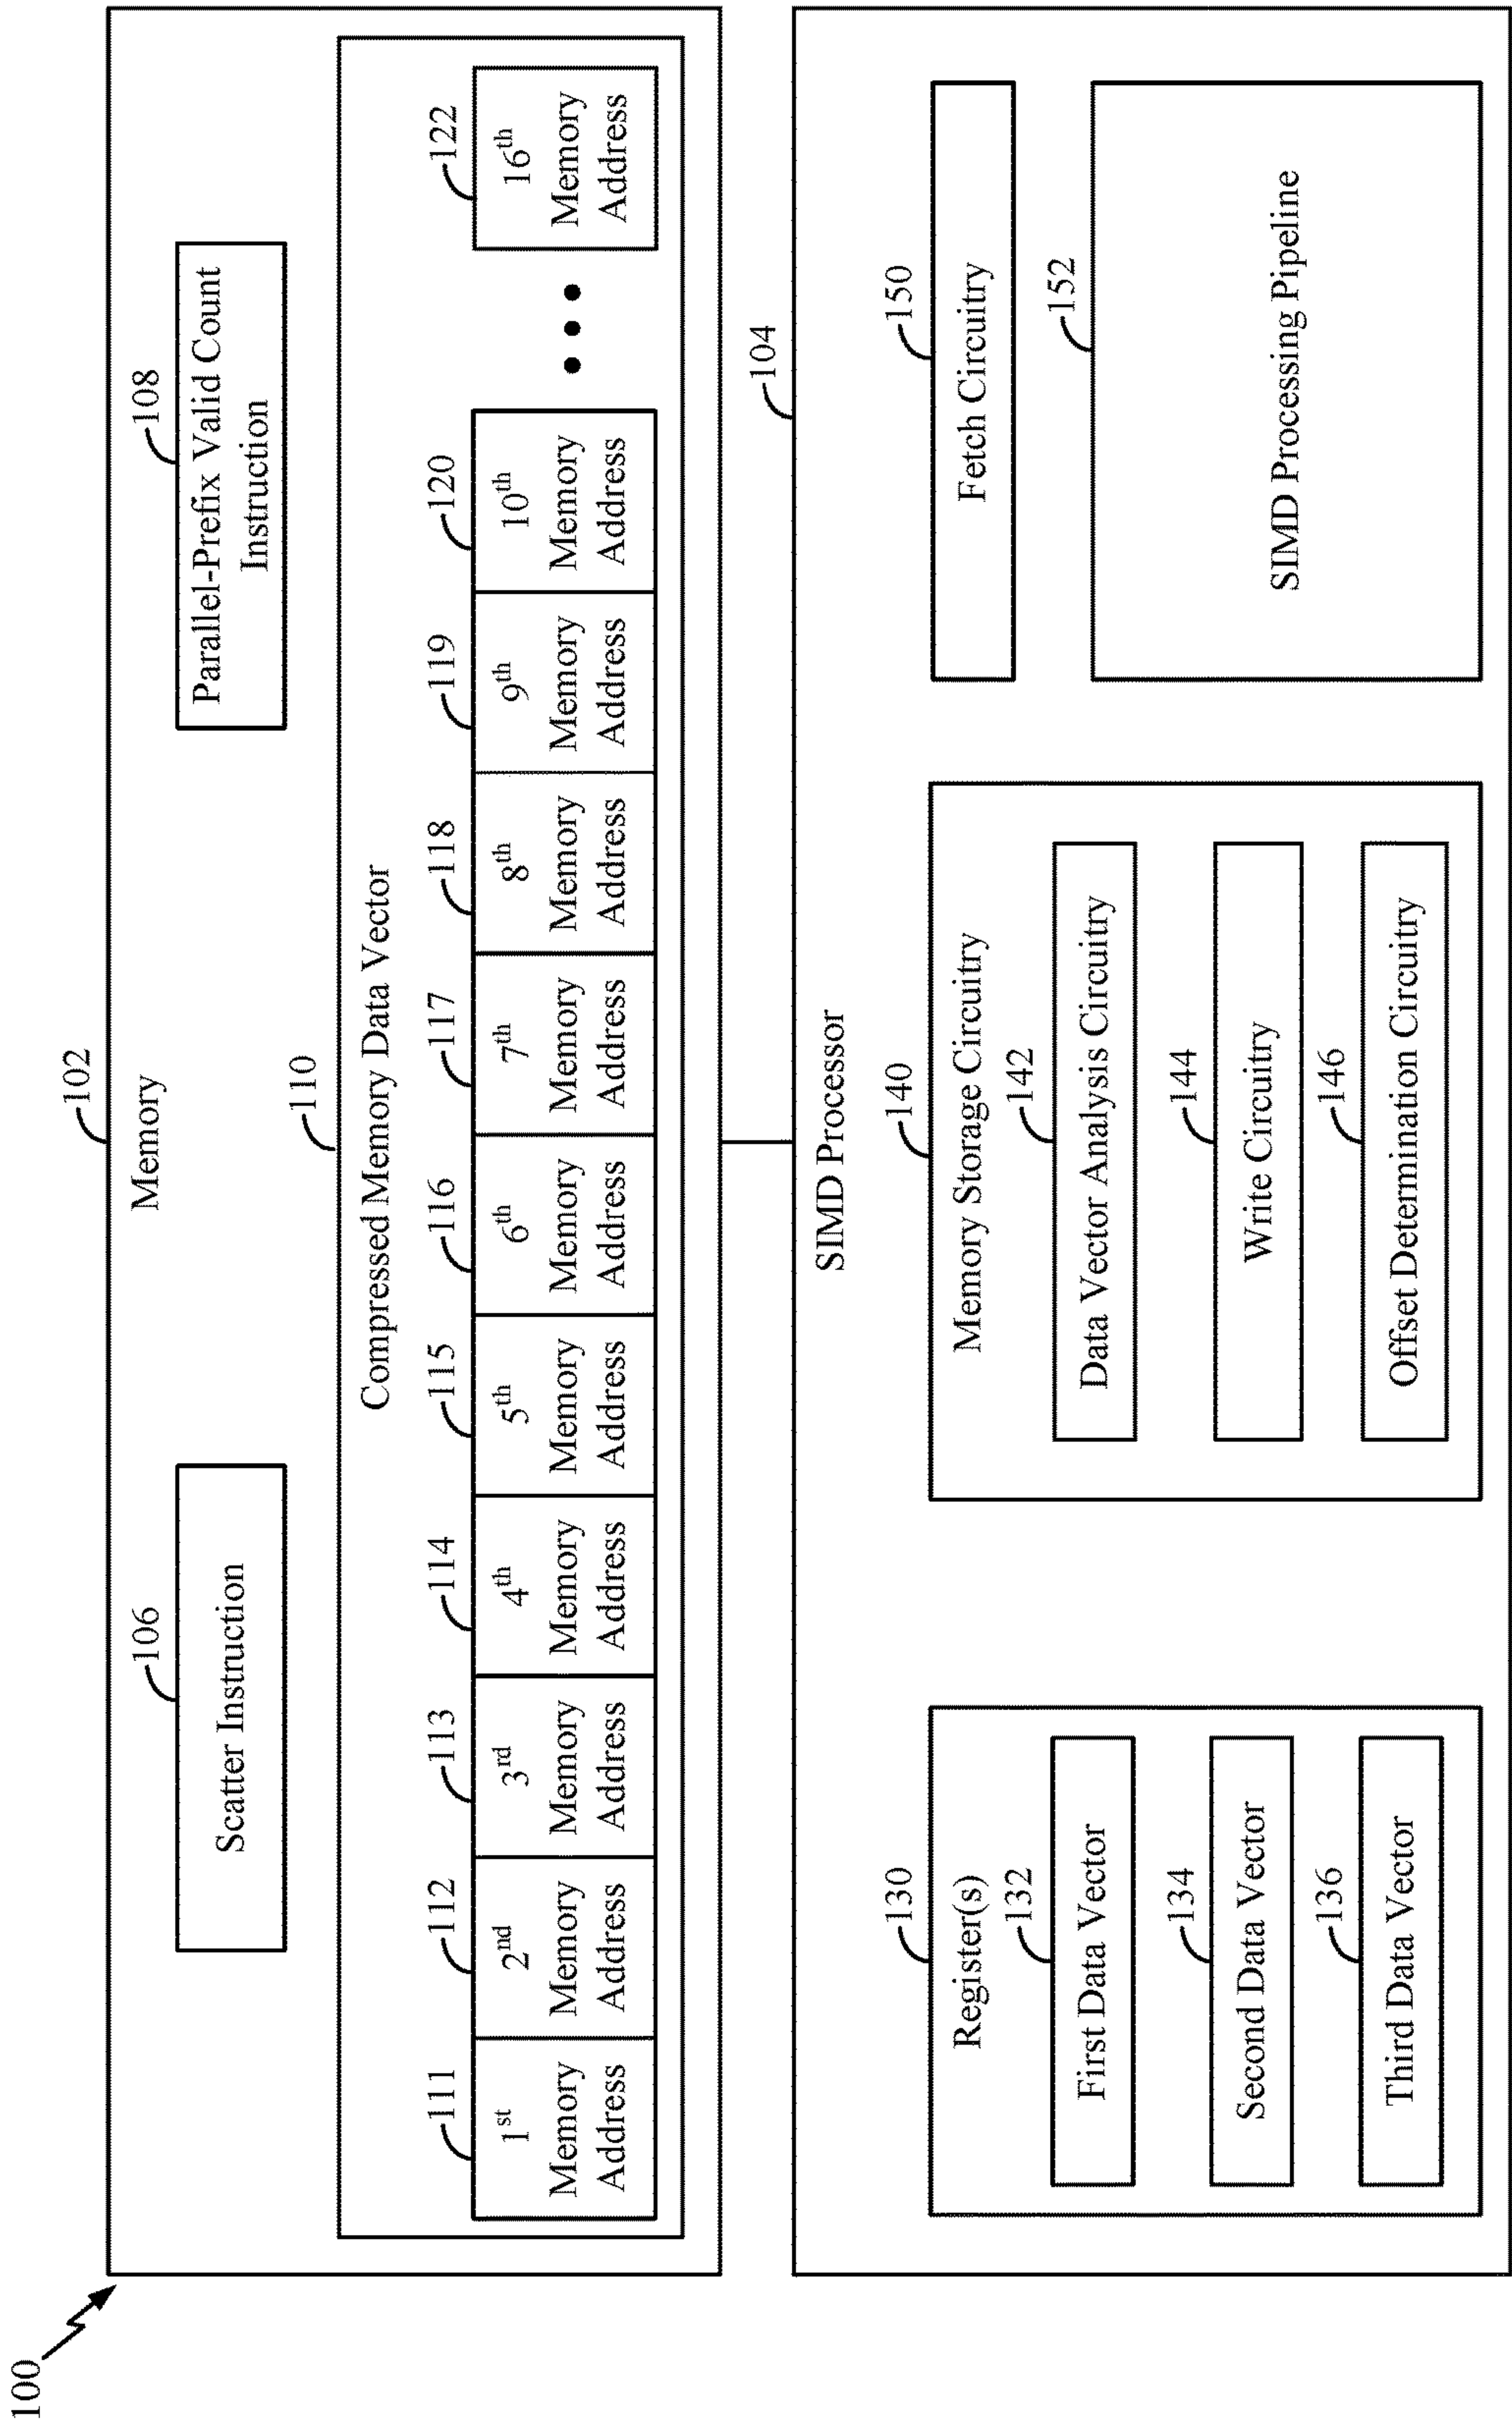 100
102
Memory
106
Scatter Instruction
108
Parallel-Prefix Valid Count
Instruction
110
Compressed Memory Data Vector
111
1st
Memory
Address
112
2nd
Memory
Address
113
3rd
Memory
Address
114
4th
Memory
Address
115
5th
Memory
Address
116
6th
Memory
Address
117
7th
Memory
Address
118
8th
Memory
Address
119
9th
Memory
Address
120
10th
Memory
Address
122
16th
Memory
Address
104
SIMD Processor
130
Register(s)
132
First Data Vector
134
Second Data Vector
136
Third Data Vector
140
Memory Storage Circuitry
142
Data Vector Analysis Circuitry
144
Write Circuitry
146
Offset Determination Circuitry
150
Fetch Circuitry
152
SIMD Processing Pipeline